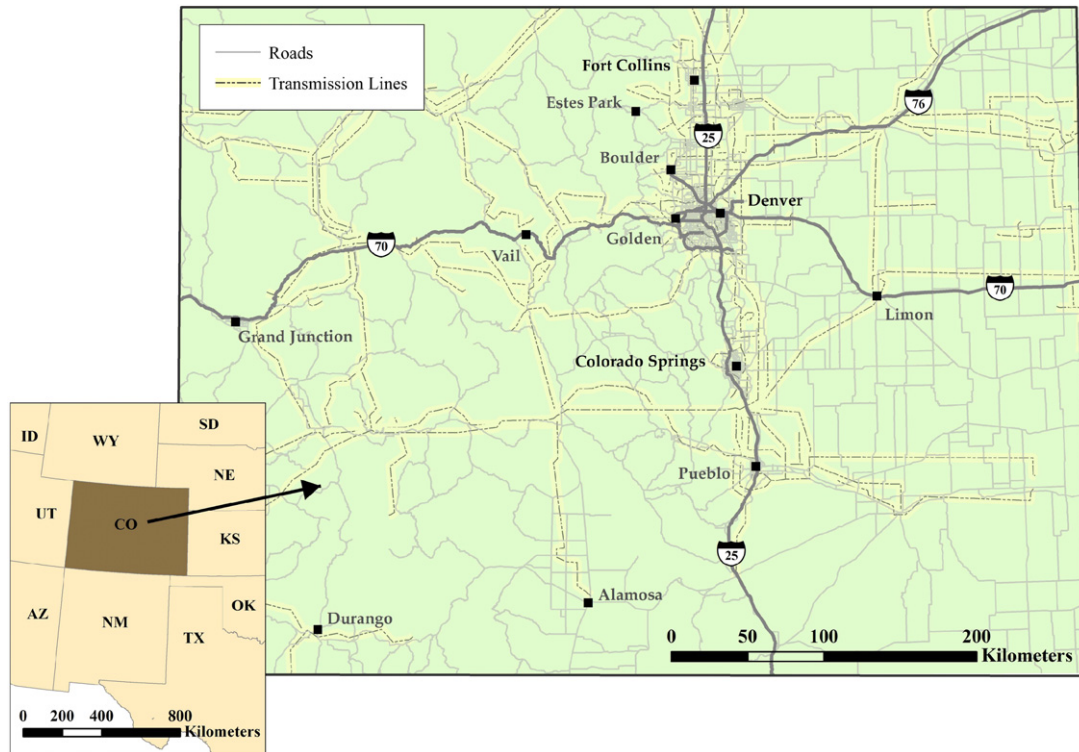 Roads
Transmission Lines
Fort Collins
Estes Park
76
25
Boulder
Denver
Golden
70
Vail
70
Limon
Grand Junction
Colorado Springs
Pueblo
25
Alamosa
Durango
0 50 100 200
Kilometers
ID
WY
SD
NE
UT
CO
KS
AZ
NM
OK
TX
0 200 400 800
Kilometers